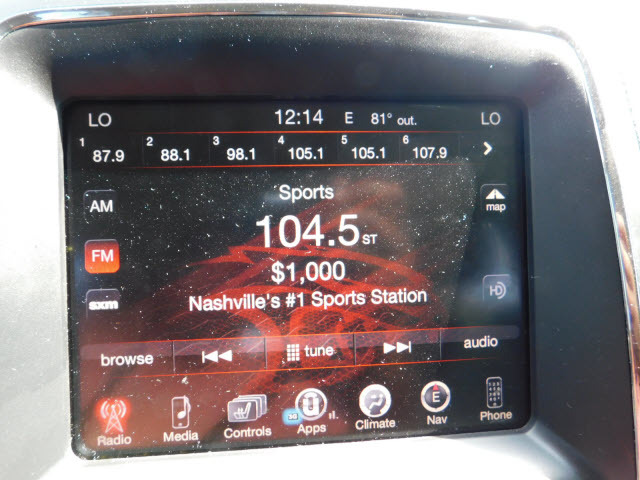 LO 12:14 E 81° out. LO
1 87.9 2 88.1 3 98.1 4 105.1 5 105.1 6 107.9
Sports
AM
map
104.5 ST
FM
$1,000
HD
sxm
Nashville's #1 Sports Station
browse tune audio
Radio Media Controls 3G Apps Climate E Nav Phone